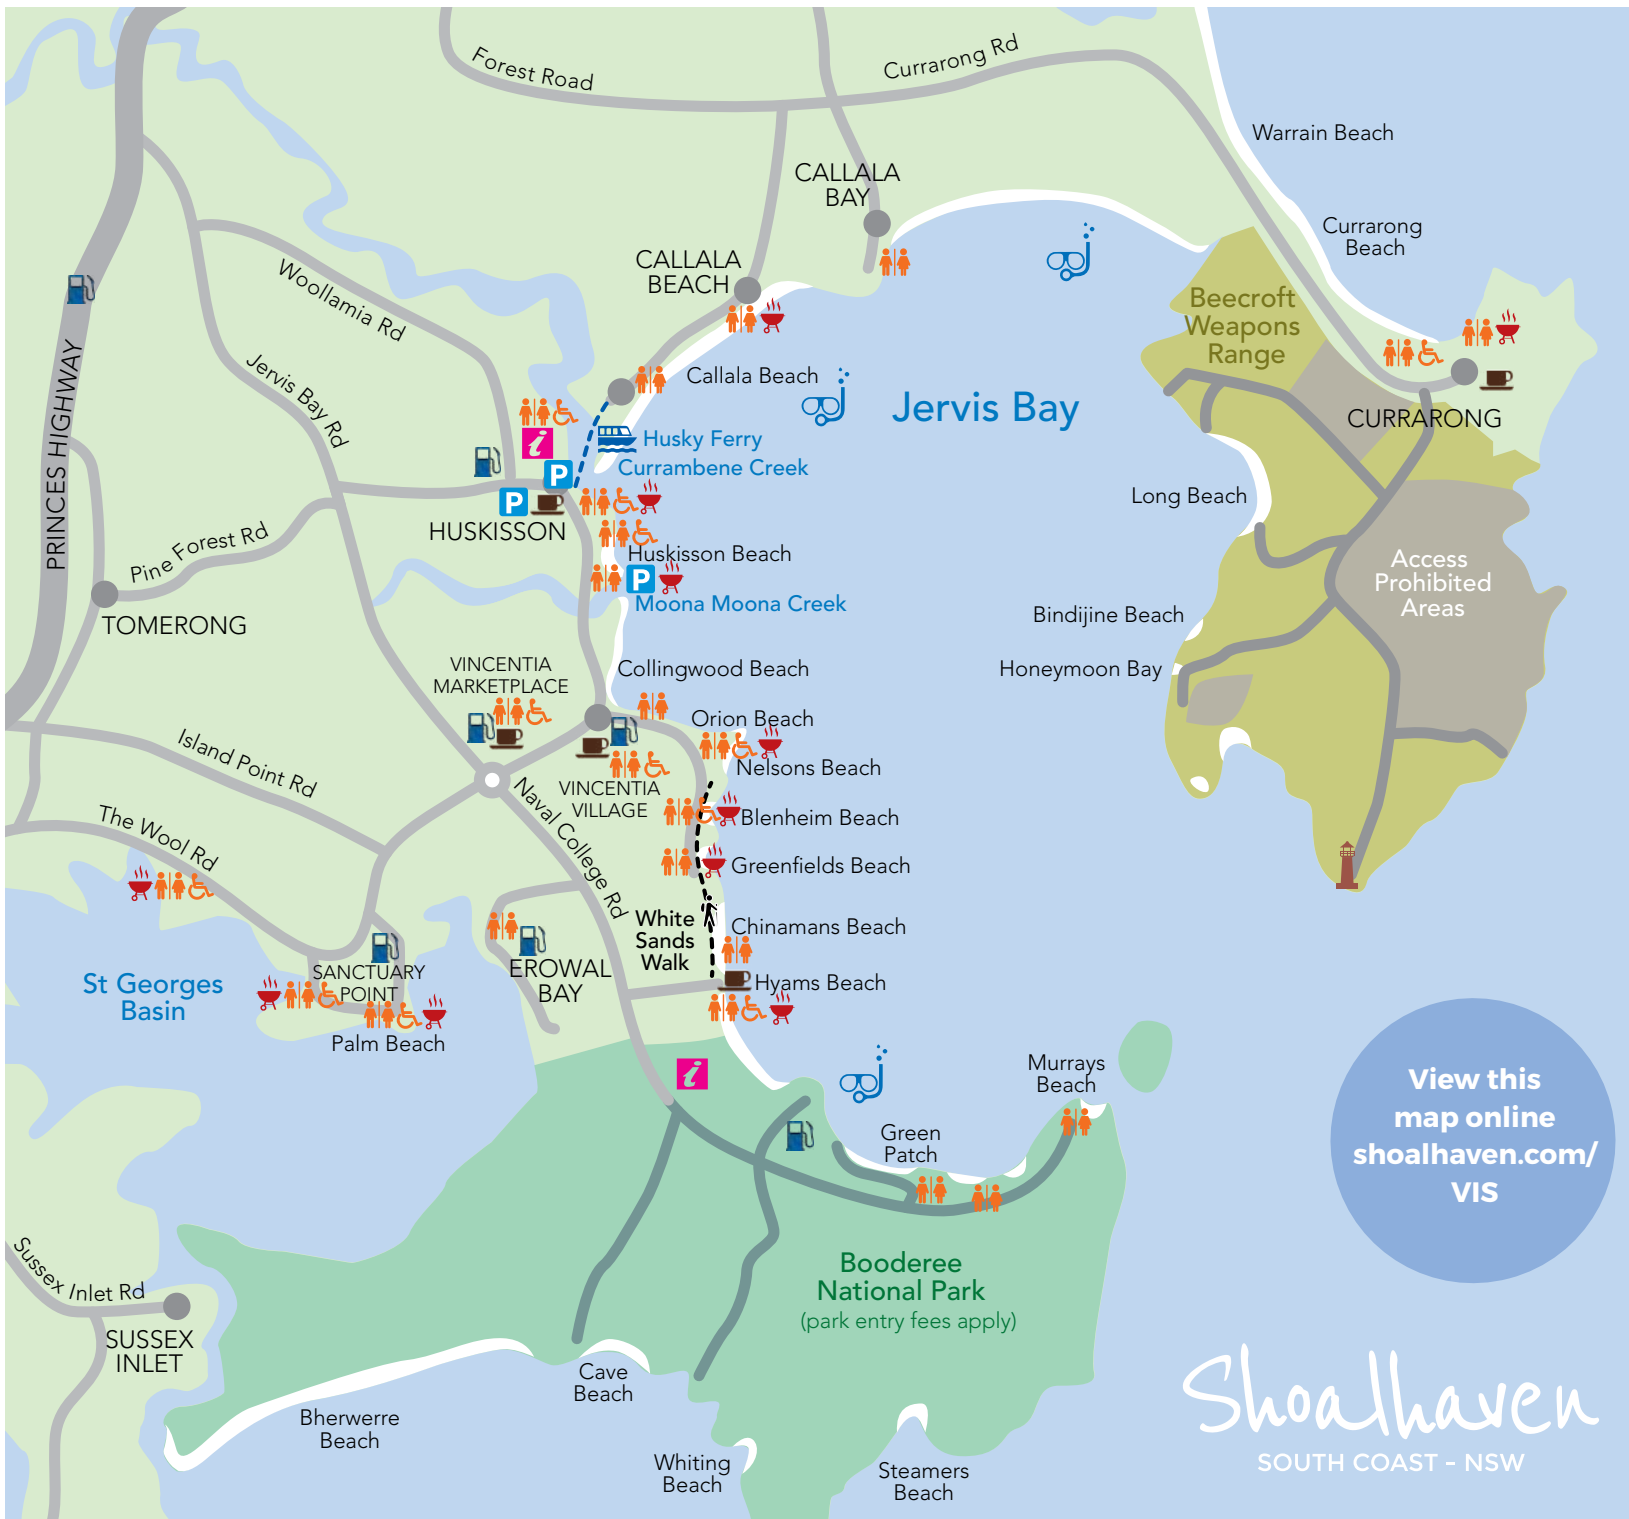 Forest Road
Currarong Rd
Warrain Beach
CALLALA
BAY
Currarong
Beach
CALLALA
BEACH
Woollamia Rd
Beecroft
Weapons
Range
PRINCES HIGHWAY
Jervis Bay Rd
Callala Beach
Jervis Bay
CURRARONG
i
Husky Ferry
Currambene Creek
P
P
Long Beach
HUSKISSON
Pine Forest Rd
Huskisson Beach
Access
Prohibited
Areas
P
Moona Moona Creek
TOMERONG
Bindijine Beach
VINCENTIA
MARKETPLACE
Collingwood Beach
Honeymoon Bay
Orion Beach
Island Point Rd
Nelsons Beach
VINCENTIA
VILLAGE
Naval College Rd
The Wool Rd
Blenheim Beach
Greenfields Beach
White
Sands
Walk
Chinamans Beach
EROWAL
BAY
SANCTUARY
POINT
St Georges
Basin
Hyams Beach
Palm Beach
i
Murrays
Beach
View this
map online
shoalhaven.com/
VIS
Green
Patch
Sussex Inlet Rd
Booderee
National Park
(park entry fees apply)
SUSSEX
INLET
Cave
Beach
Bherwerre
Beach
Whiting
Beach
Steamers
Beach
Shoalhaven
SOUTH COAST - NSW